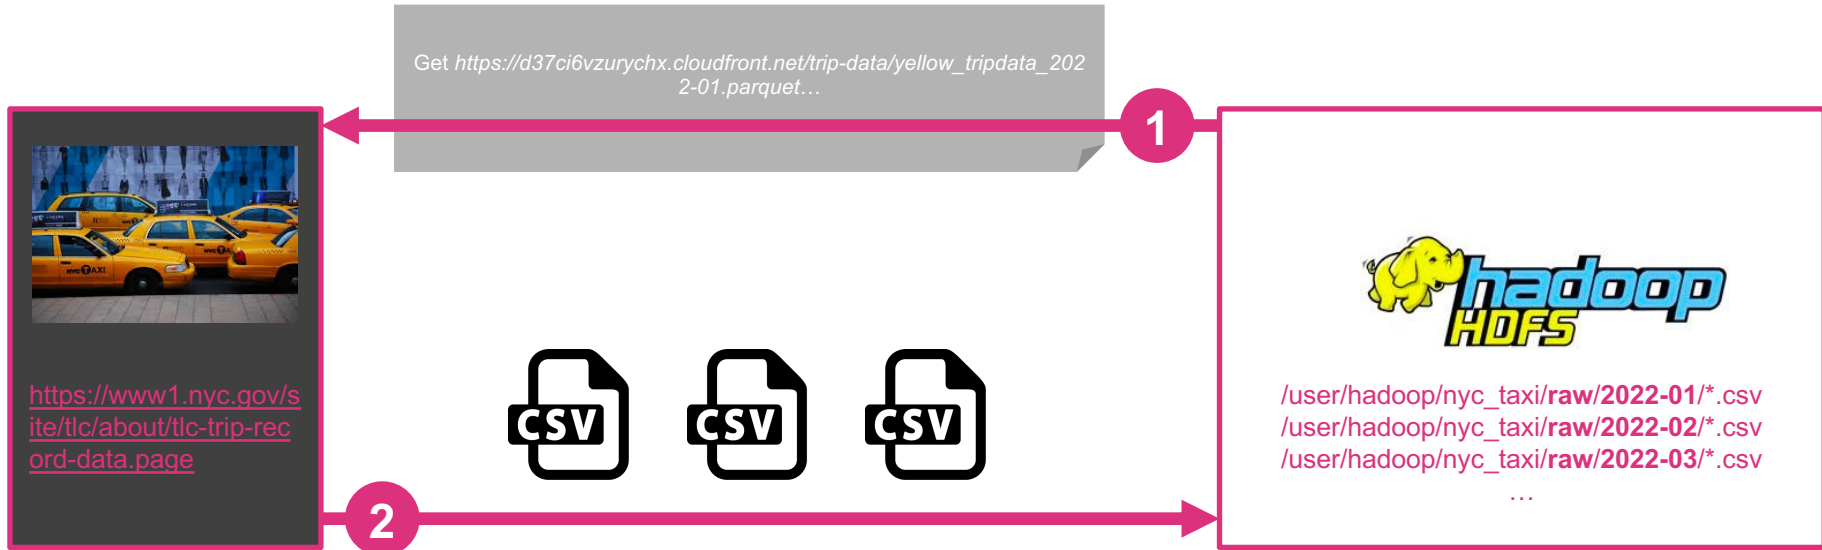 Get https://d37ci6vzurychx.cloudfront.net/trip-data/yellow_tripdata_202
2-01.parquet…
1
NYC TAXI
https://www1.nyc.gov/s
ite/tlc/about/tlc-trip-rec
ord-data.page
CSV
CSV
CSV
2
hadoop
HDFS
/user/hadoop/nyc_taxi/raw/2022-01/*.csv
/user/hadoop/nyc_taxi/raw/2022-02/*.csv
/user/hadoop/nyc_taxi/raw/2022-03/*.csv
…